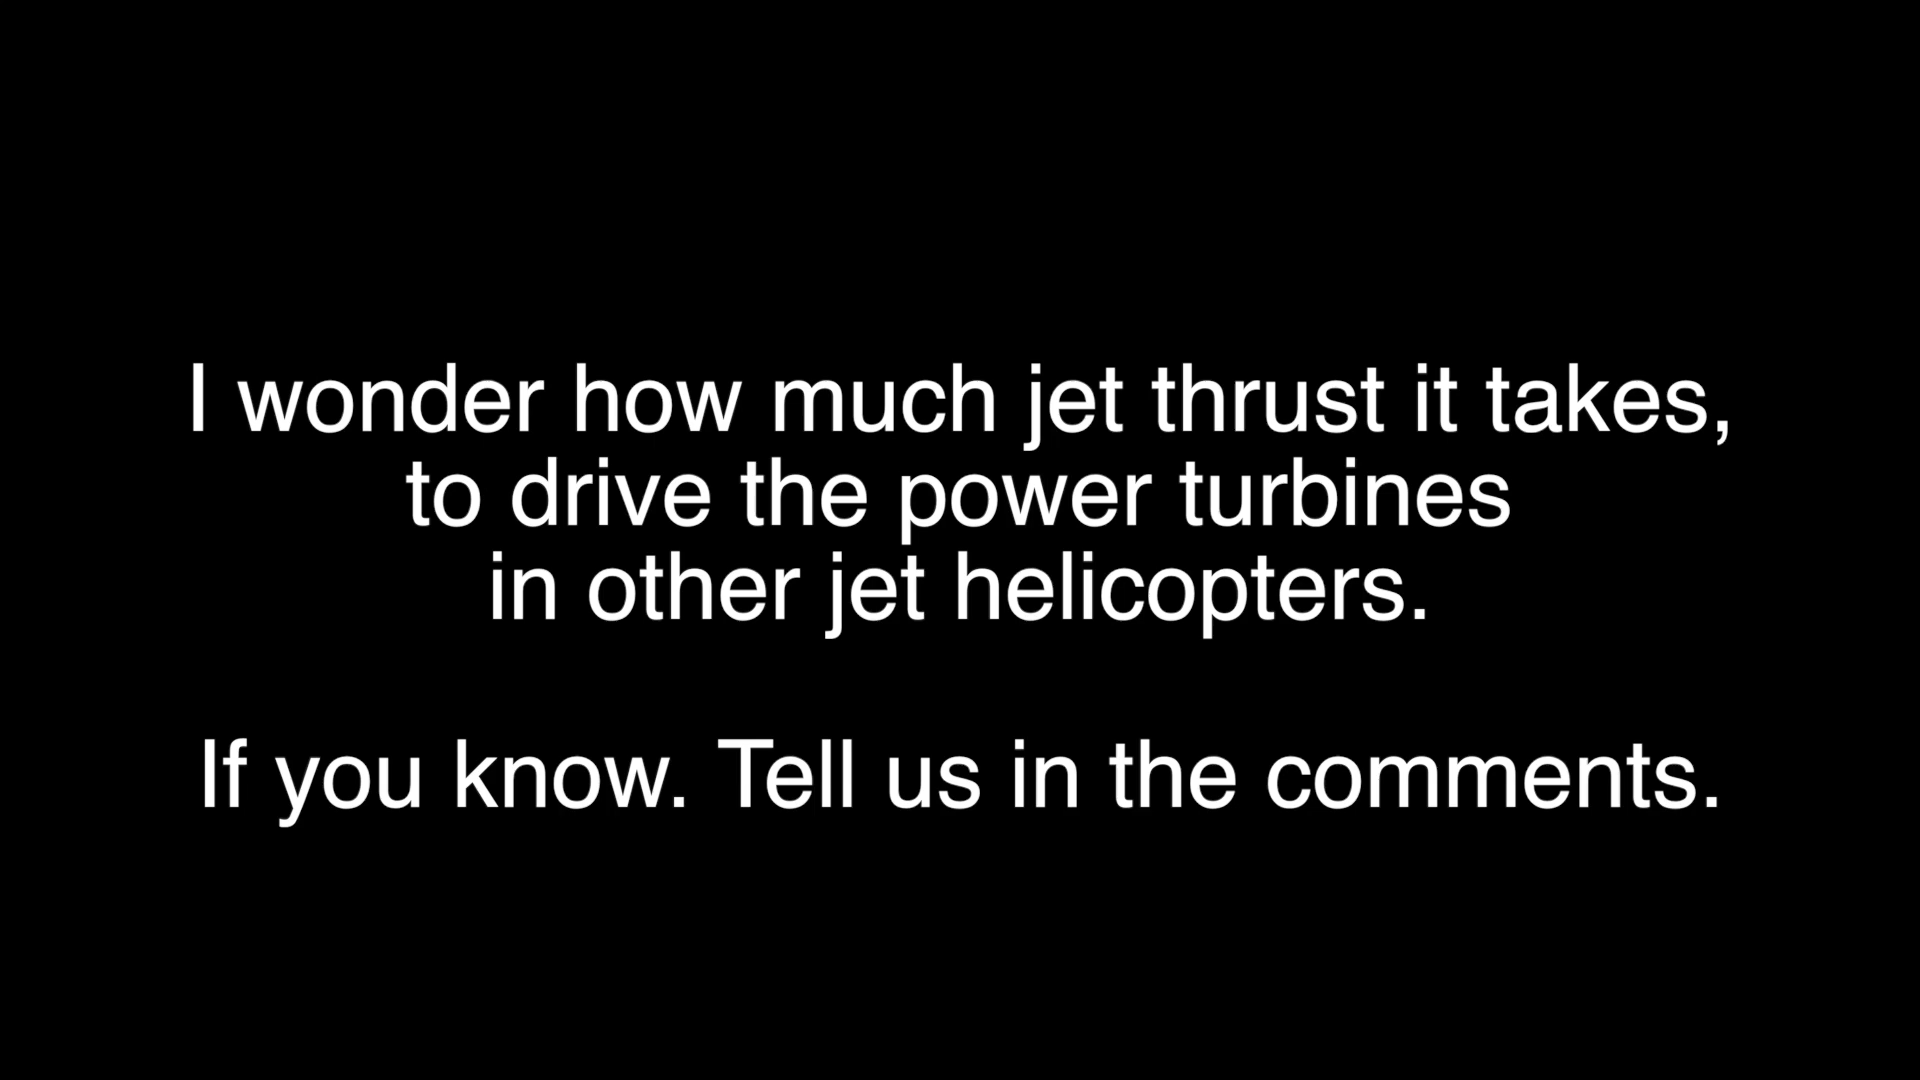 I wonder how much jet thrust it takes,
to drive the power turbines
in other jet helicopters.
If you know. Tell us in the comments.